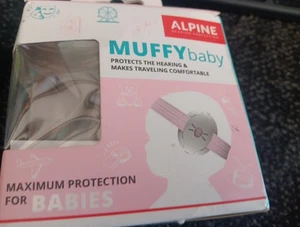 ALPINE
MUFFY baby
PROTECTS THE HEARING &
MAKES TRAVELING COMFORTABLE
MAXIMUM PROTECTION
FOR BABIES